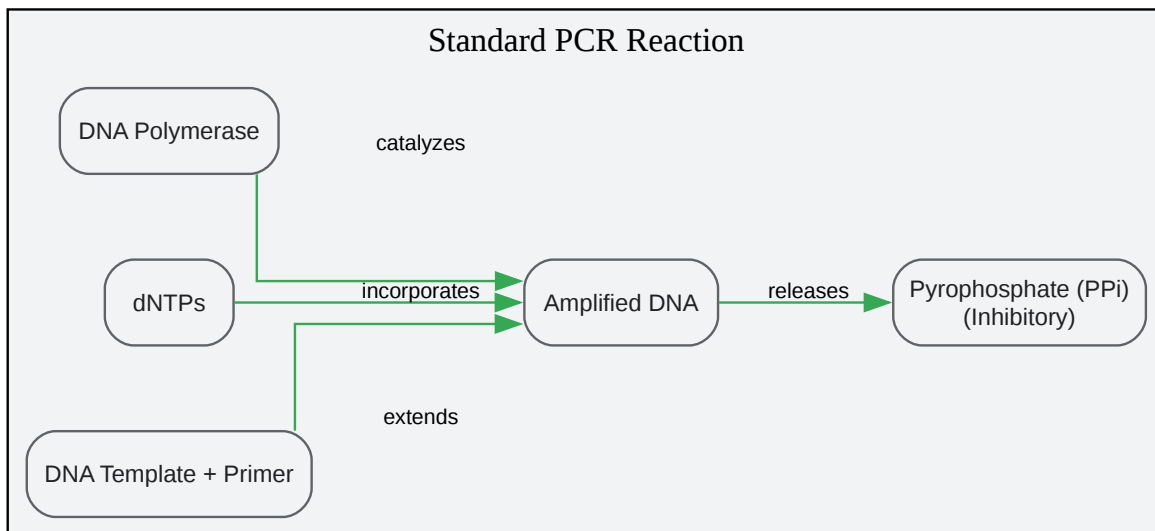 Standard PCR Reaction
DNA Polymerase
catalyzes
dNTPs
incorporates
Amplified DNA
releases
Pyrophosphate (PPi)
(Inhibitory)
extends
DNA Template + Primer